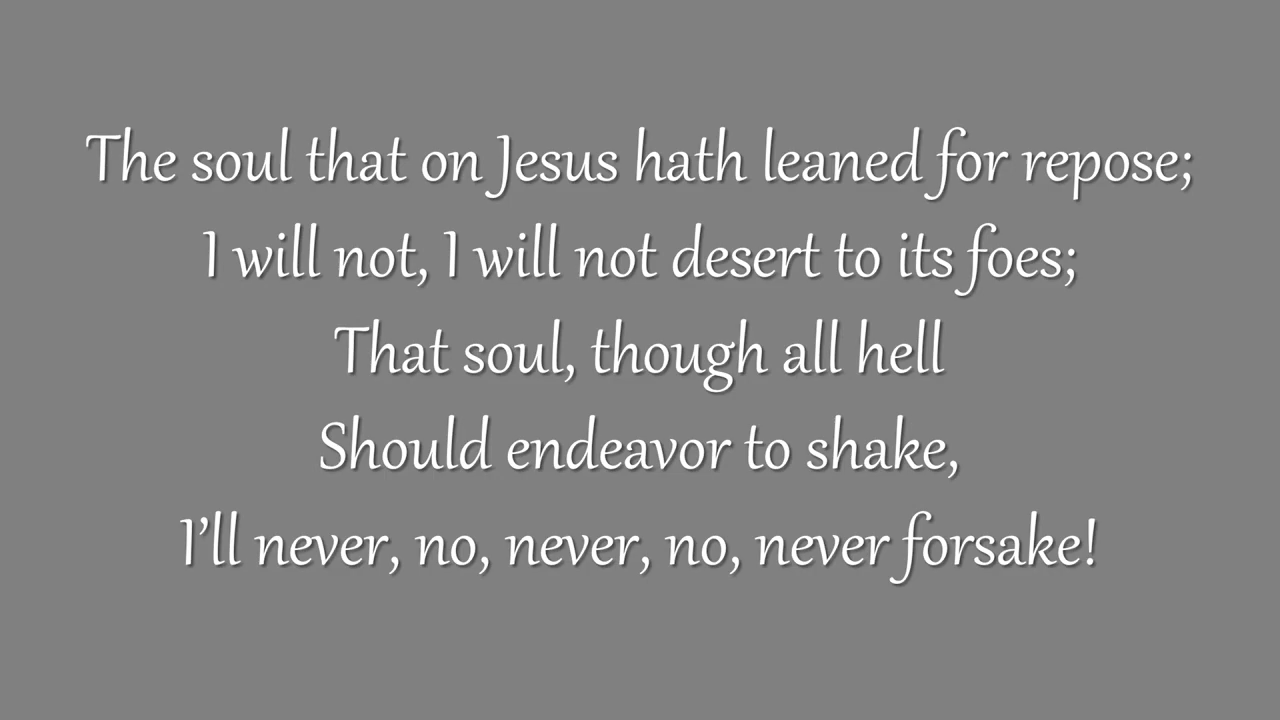 The soul that on Jesus hath leaned for repose;
I will not, I will not desert to its foes;
That soul, though all hell
Should endeavor to shake,
I’ll never, no, never, no, never forsake!